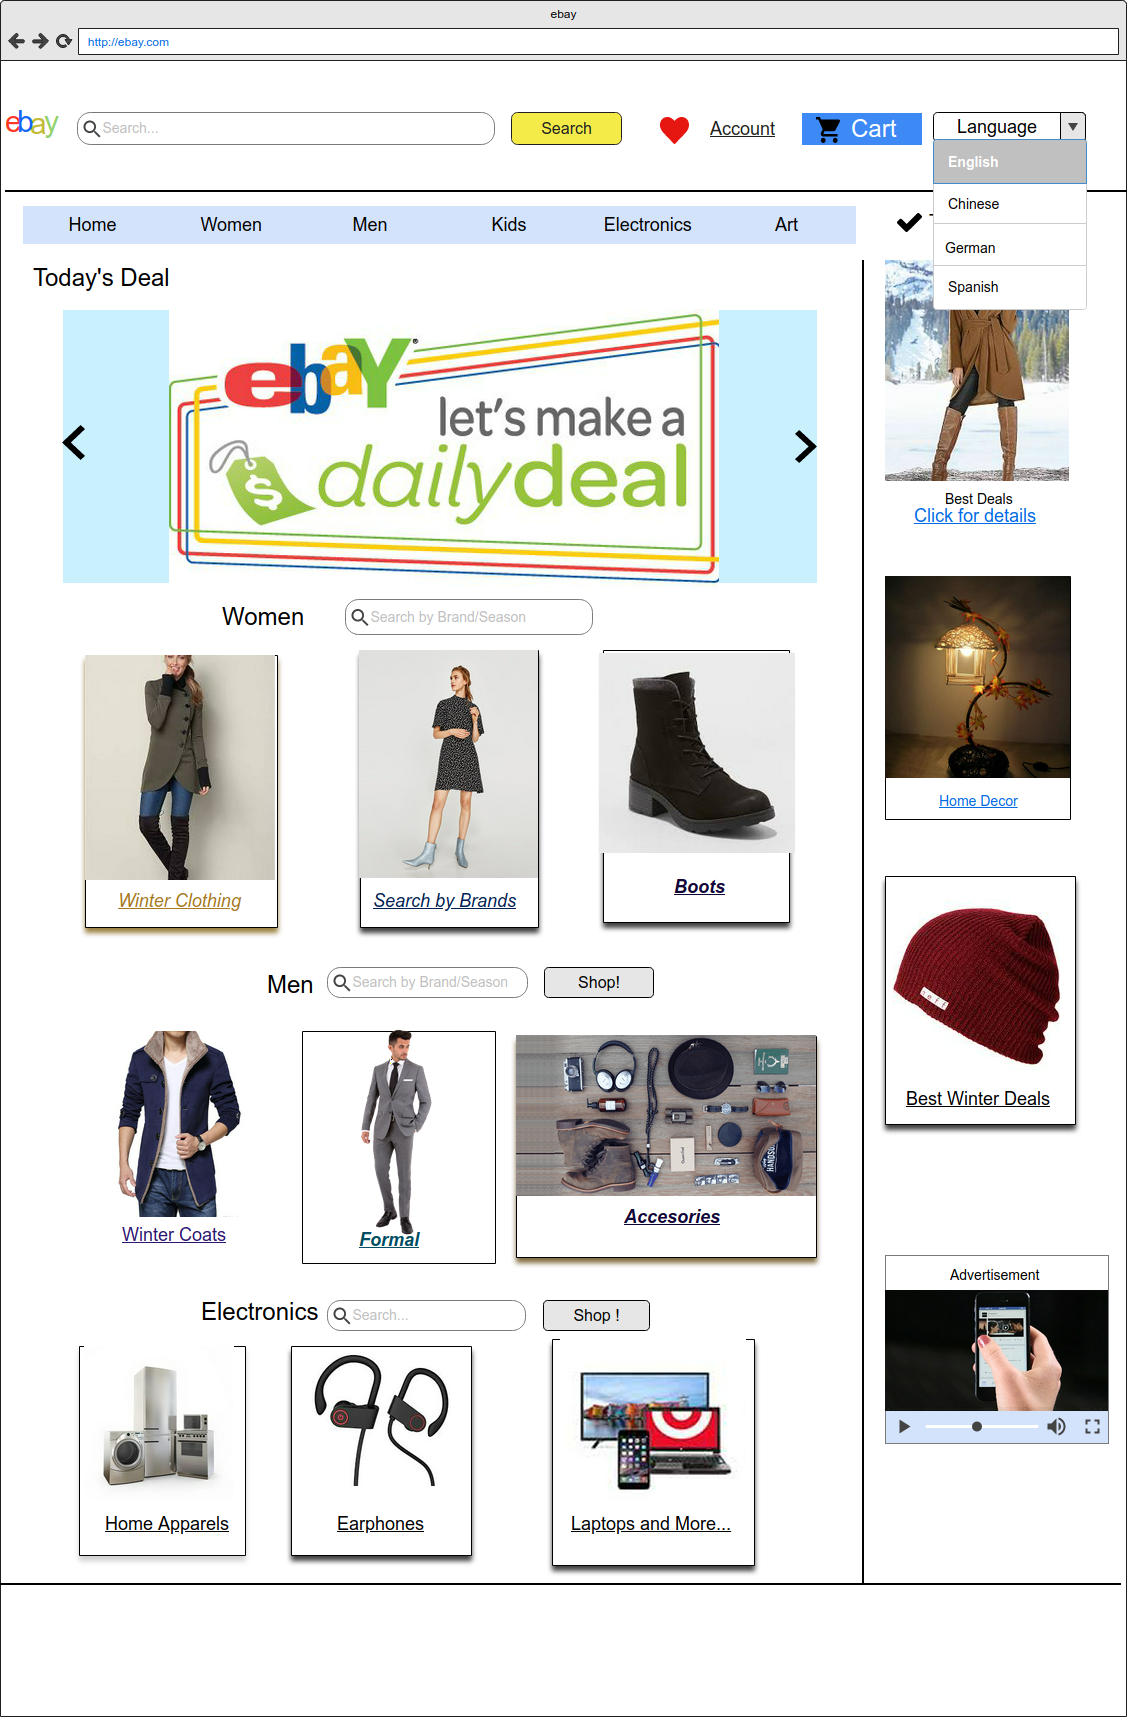 ebay
http://ebay.com
ebay
Search...
Search
Account
Cart
Language
English
Chinese
German
Spanish
Home
Women
Men
Kids
Electronics
Art
Today's Deal
ebay
let's make a
dailydeal
Best Deals
Click for details
Women
Search by Brand/Season
Winter Clothing
Search by Brands
Boots
Home Decor
Men
Search by Brand/Season
Shop!
neff
Best Winter Deals
HANDSOME
Winter Coats
Formal
Accesories
Advertisement
Electronics
Search...
Shop !
Home Apparels
Earphones
Laptops and More...